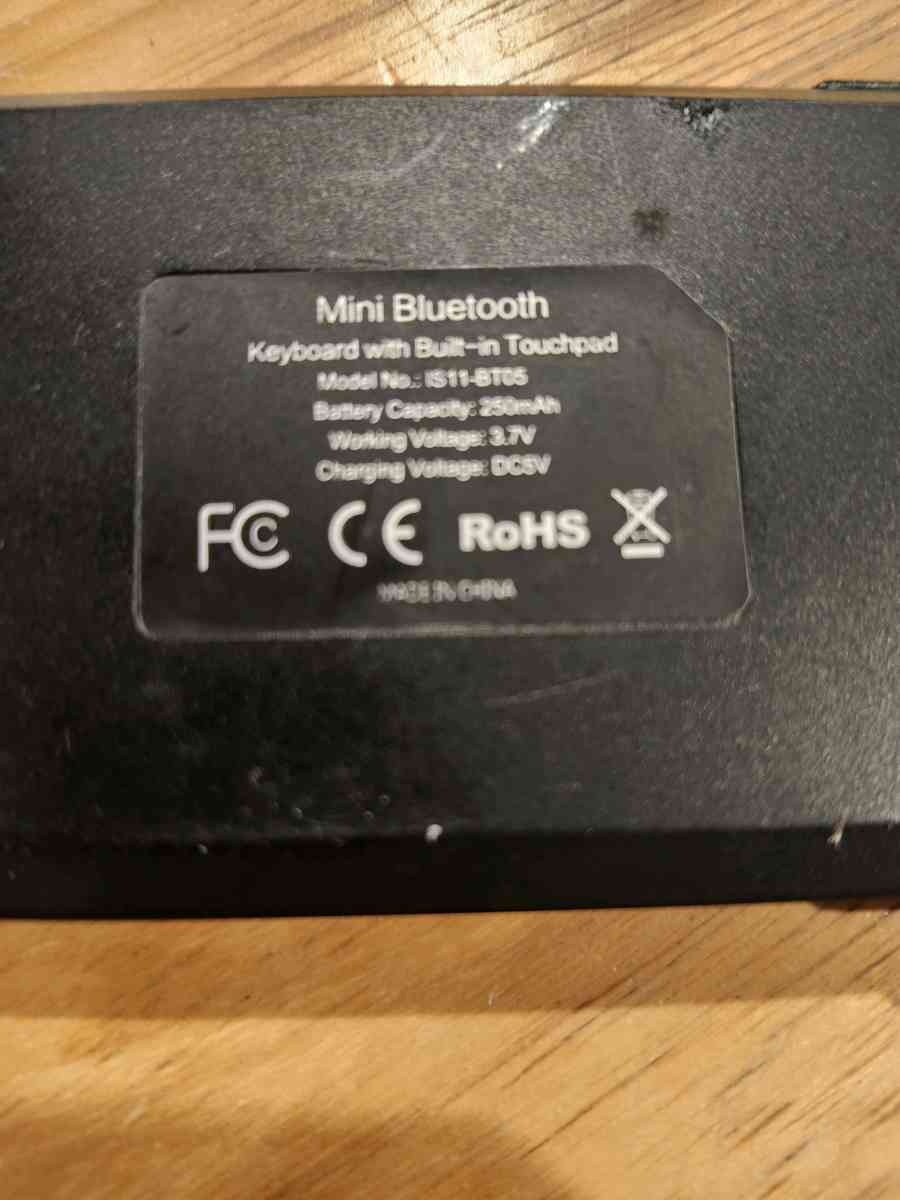 Mini Bluetooth
Keyboard with Built-in Touchpad
Model No.: IS11-BT05
Battery Capacity: 250mAh
Working Voltage: 3.7V
Charging Voltage: DC5V
FC CE RoHS
MADE IN CHINA